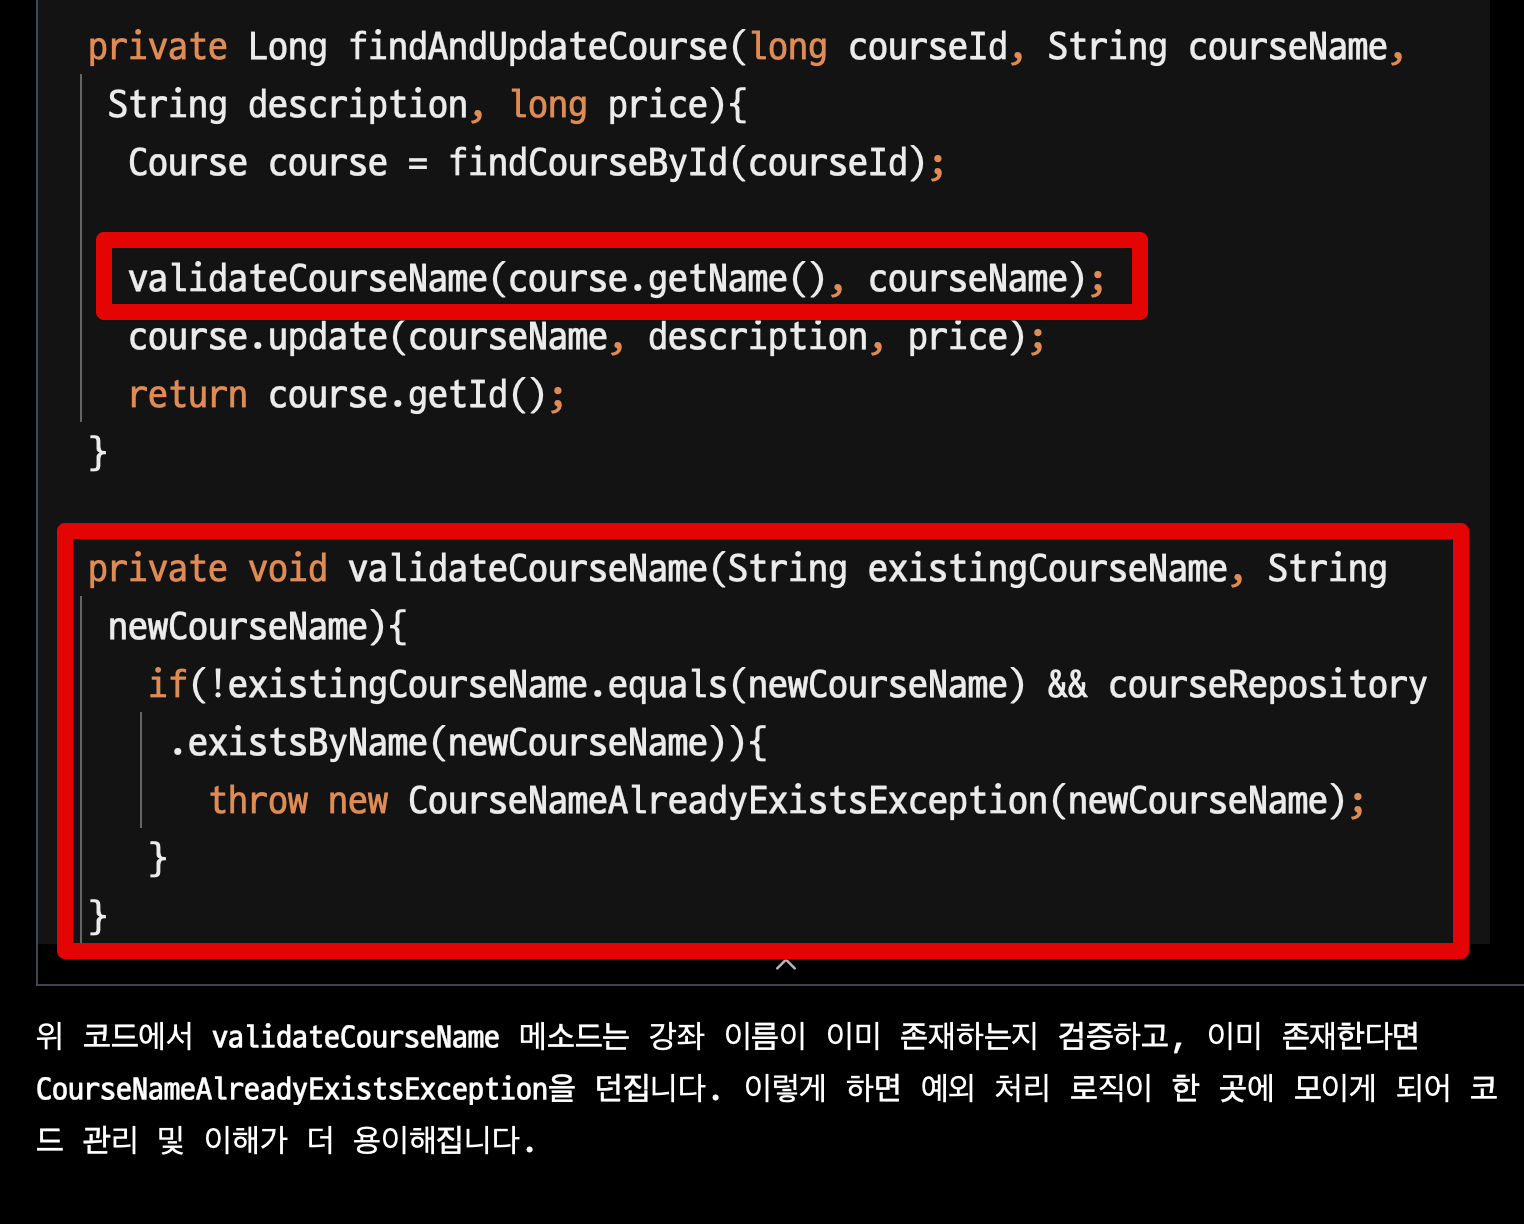 private Long findAndUpdateCourse(long courseId, String courseName,
String description, long price){
Course course = findCourseById(courseId);
validateCourseName(course.getName(), courseName);
course.update(courseName, description, price);
return course.getId();
}
private void validateCourseName(String existingCourseName, String
newCourseName){
if(!existingCourseName.equals(newCourseName) && courseRepository
.existsByName(newCourseName)){
throw new CourseNameAlreadyExistsException(newCourseName);
}
}
위 코드에서 validateCourseName 메소드는 강좌 이름이 이미 존재하는지 검증하고, 이미 존재한다면
CourseNameAlreadyExistsException을 던집니다. 이렇게 하면 예외 처리 로직이 한 곳에 모이게 되어 코
드 관리 및 이해가 더 용이해집니다.